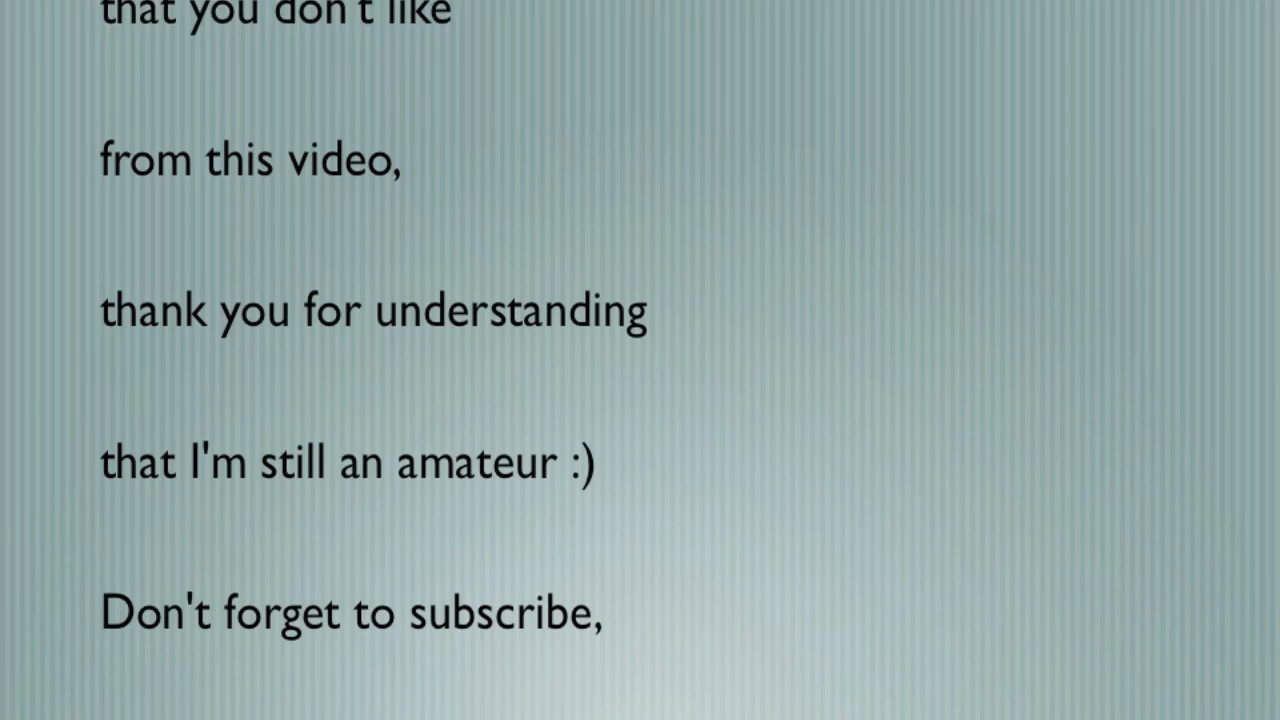 that you don't like
from this video,
thank you for understanding
that I'm still an amateur :)
Don't forget to subscribe,